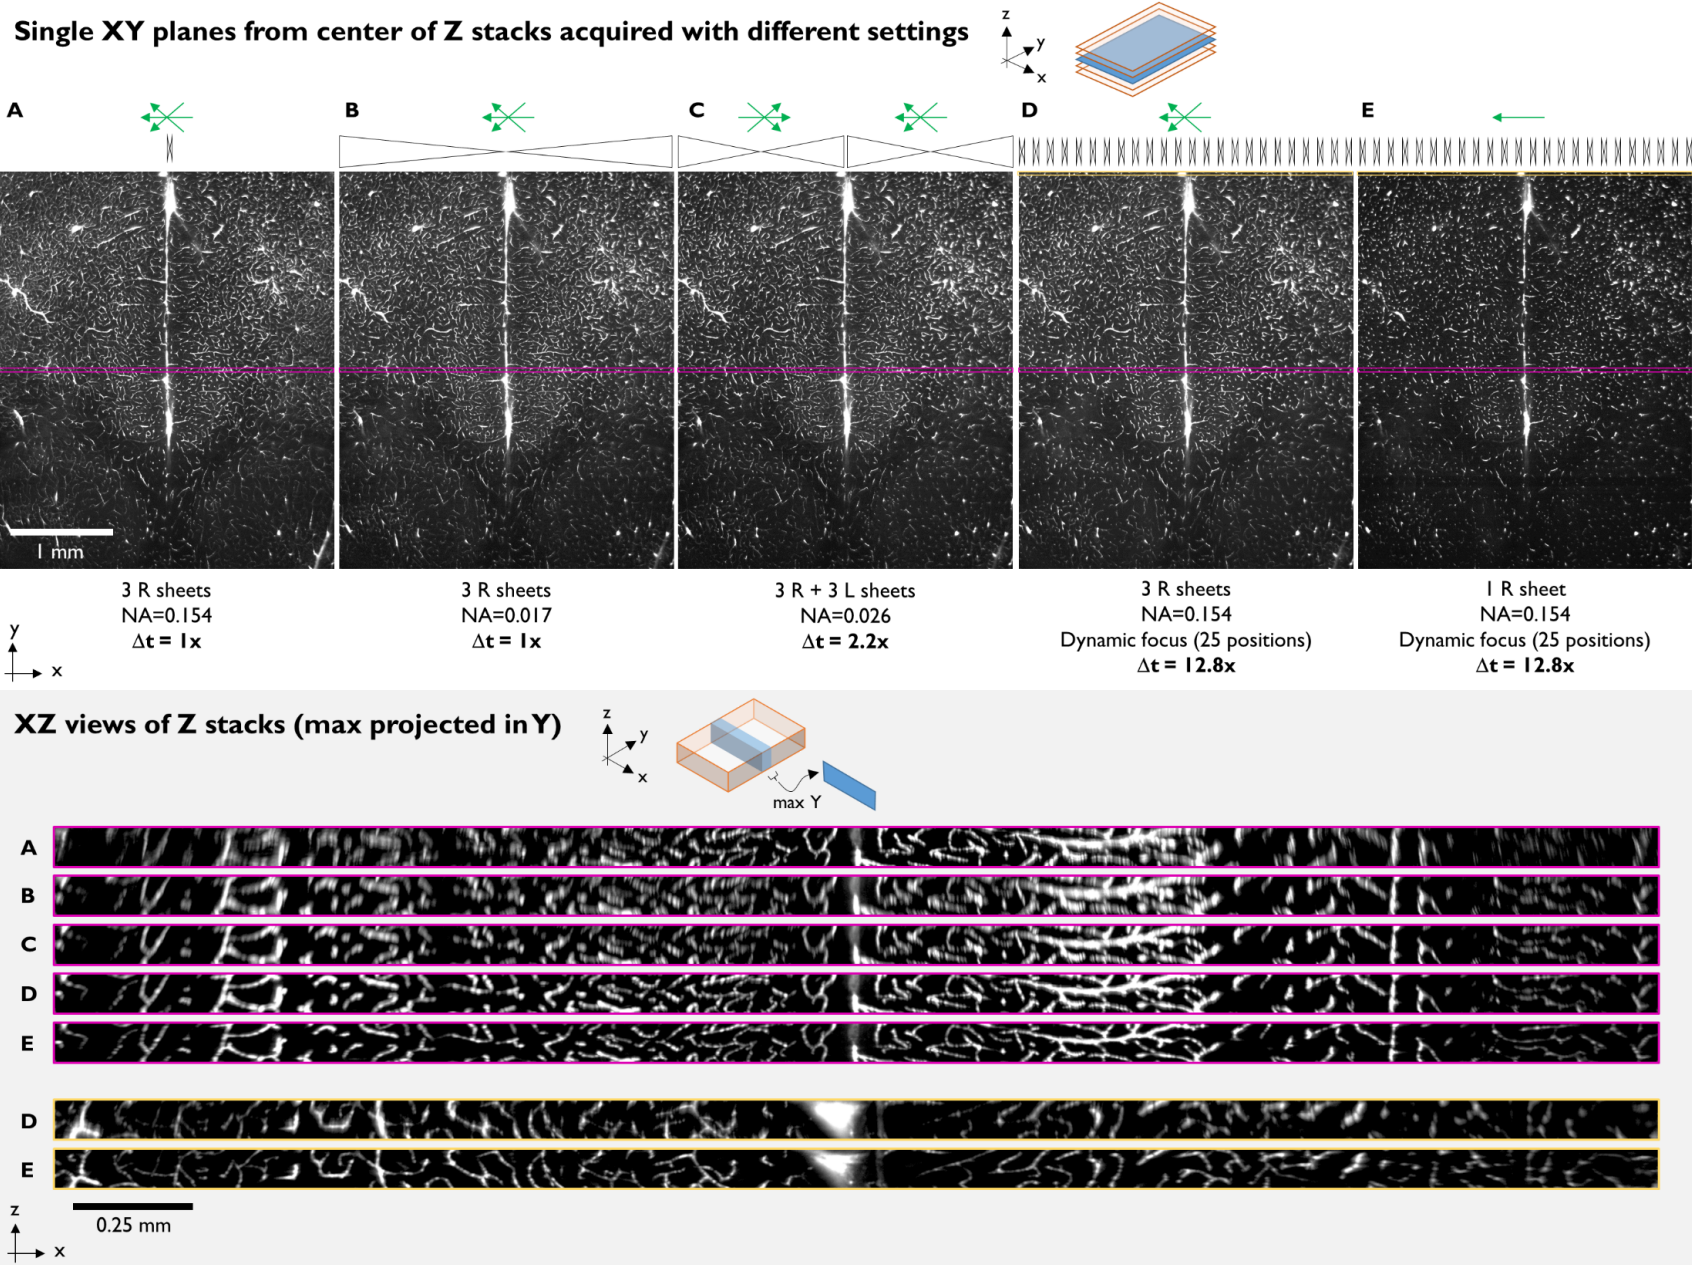 Single XY planes from center of Z stacks acquired with different settings
z
y
x
A
B
C
D
E
1 mm
3 R sheets
NA=0.154
Δt = 1x
3 R sheets
NA=0.017
Δt = 1x
3 R + 3 L sheets
NA=0.026
Δt = 2.2x
3 R sheets
NA=0.154
Dynamic focus (25 positions)
Δt = 12.8x
1 R sheet
NA=0.154
Dynamic focus (25 positions)
Δt = 12.8x
y
x
XZ views of Z stacks (max projected in Y)
z
y
x
max Y
A
B
C
D
E
D
E
0.25 mm
z
x